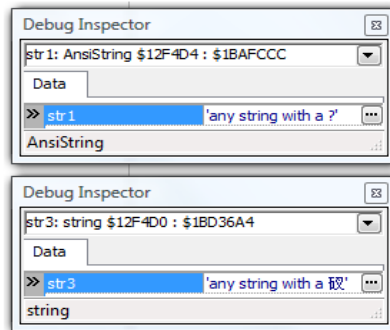 Debug Inspector
str1: AnsiString $12F4D4 : $1BAFCCC
Data
» str1 'any string with a ?' ...
AnsiString
Debug Inspector
str3: string $12F4D0 : $1BD36A4
Data
» str3 'any string with a ...
string